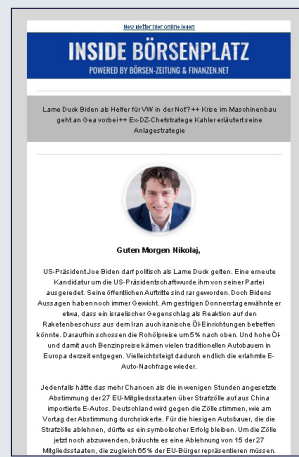 Newsletter hier online lesen
INSIDE BÖRSENPLATZ
POWERED BY BÖRSEN-ZEITUNG & FINANZEN.NET
Lame Duck Biden als Helfer für VW in der Not? ++ Krise im Maschinenbau
geht an Gea vorbei ++ Ex-DZ-Chefstratege Kahler erläutert seine
Anlagestrategie
Guten Morgen Nikolaj,
US-Präsident Joe Biden darf politisch als Lame Duck gelten. Eine erneute
Kandidatur um die US-Präsidentschaft wurde ihm von seiner Partei
ausgeredet. Seine öffentlichen Auftritte sind rar geworden. Doch Bidens
Aussagen haben noch immer Gewicht. Am gestrigen Donnerstag erwähnte er
etwa, dass ein israelischer Gegenschlag als Reaktion auf den
Raketenbeschuss aus dem Iran auch iranische Öl-Einrichtungen betreffen
könnte. Daraufhin schossen die Rohölpreise um 5% nach oben. Und hohe Öl-
und damit auch Benzinpreise kämen vielen traditionellen Autobauern in
Europa derzeit entgegen. Vielleicht steigt dadurch endlich die erlahmte E-
Auto-Nachfrage wieder.
Jedenfalls hätte das mehr Chancen als die in wenigen Stunden angesetzte
Abstimmung der 27 EU-Mitgliedsstaaten über Strafzölle auf aus China
importierte E-Autos. Deutschland wird gegen die Zölle stimmen, wie am
Vortag der Abstimmung durchsickerte. Für die hiesigen Autobauer, die die
Strafzölle ablehnen, dürfte es ein symbolischer Erfolg bleiben. Um die Zölle
jetzt noch abzuwenden, bräuchte es eine Ablehnung von 15 der 27
Mitgliedsstaaten, die zugleich 65% der EU-Bürger repräsentieren müssen.